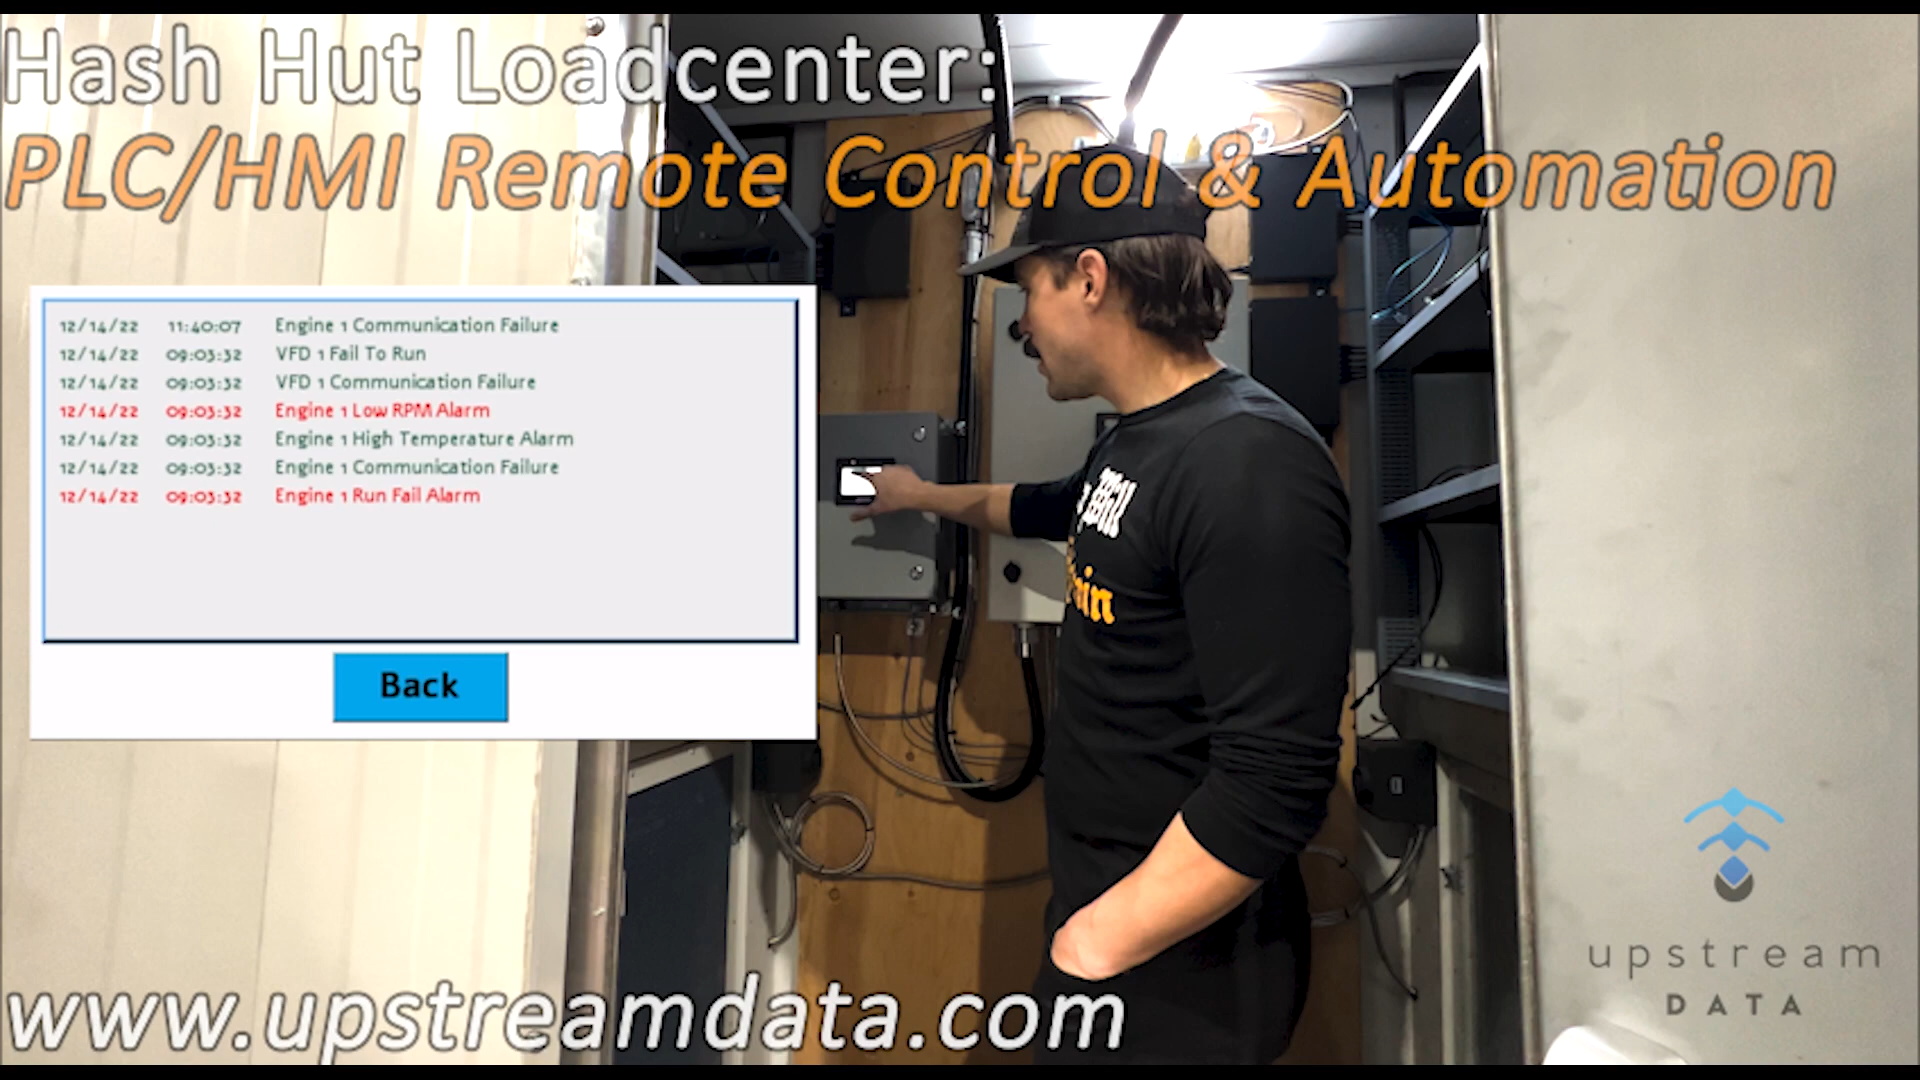 Hash Hut Loadcenter:
PLC/HMI Remote Control & Automation
12/14/22 11:40:07 Engine 1 Communication Failure
12/14/22 09:03:32 VFD 1 Fail To Run
12/14/22 09:03:32 VFD 1 Communication Failure
12/14/22 09:03:32 Engine 1 Low RPM Alarm
12/14/22 09:03:32 Engine 1 High Temperature Alarm
12/14/22 09:03:32 Engine 1 Communication Failure
12/14/22 09:03:32 Engine 1 Run Fail Alarm
Back
www.upstreamdata.com
upstream
DATA